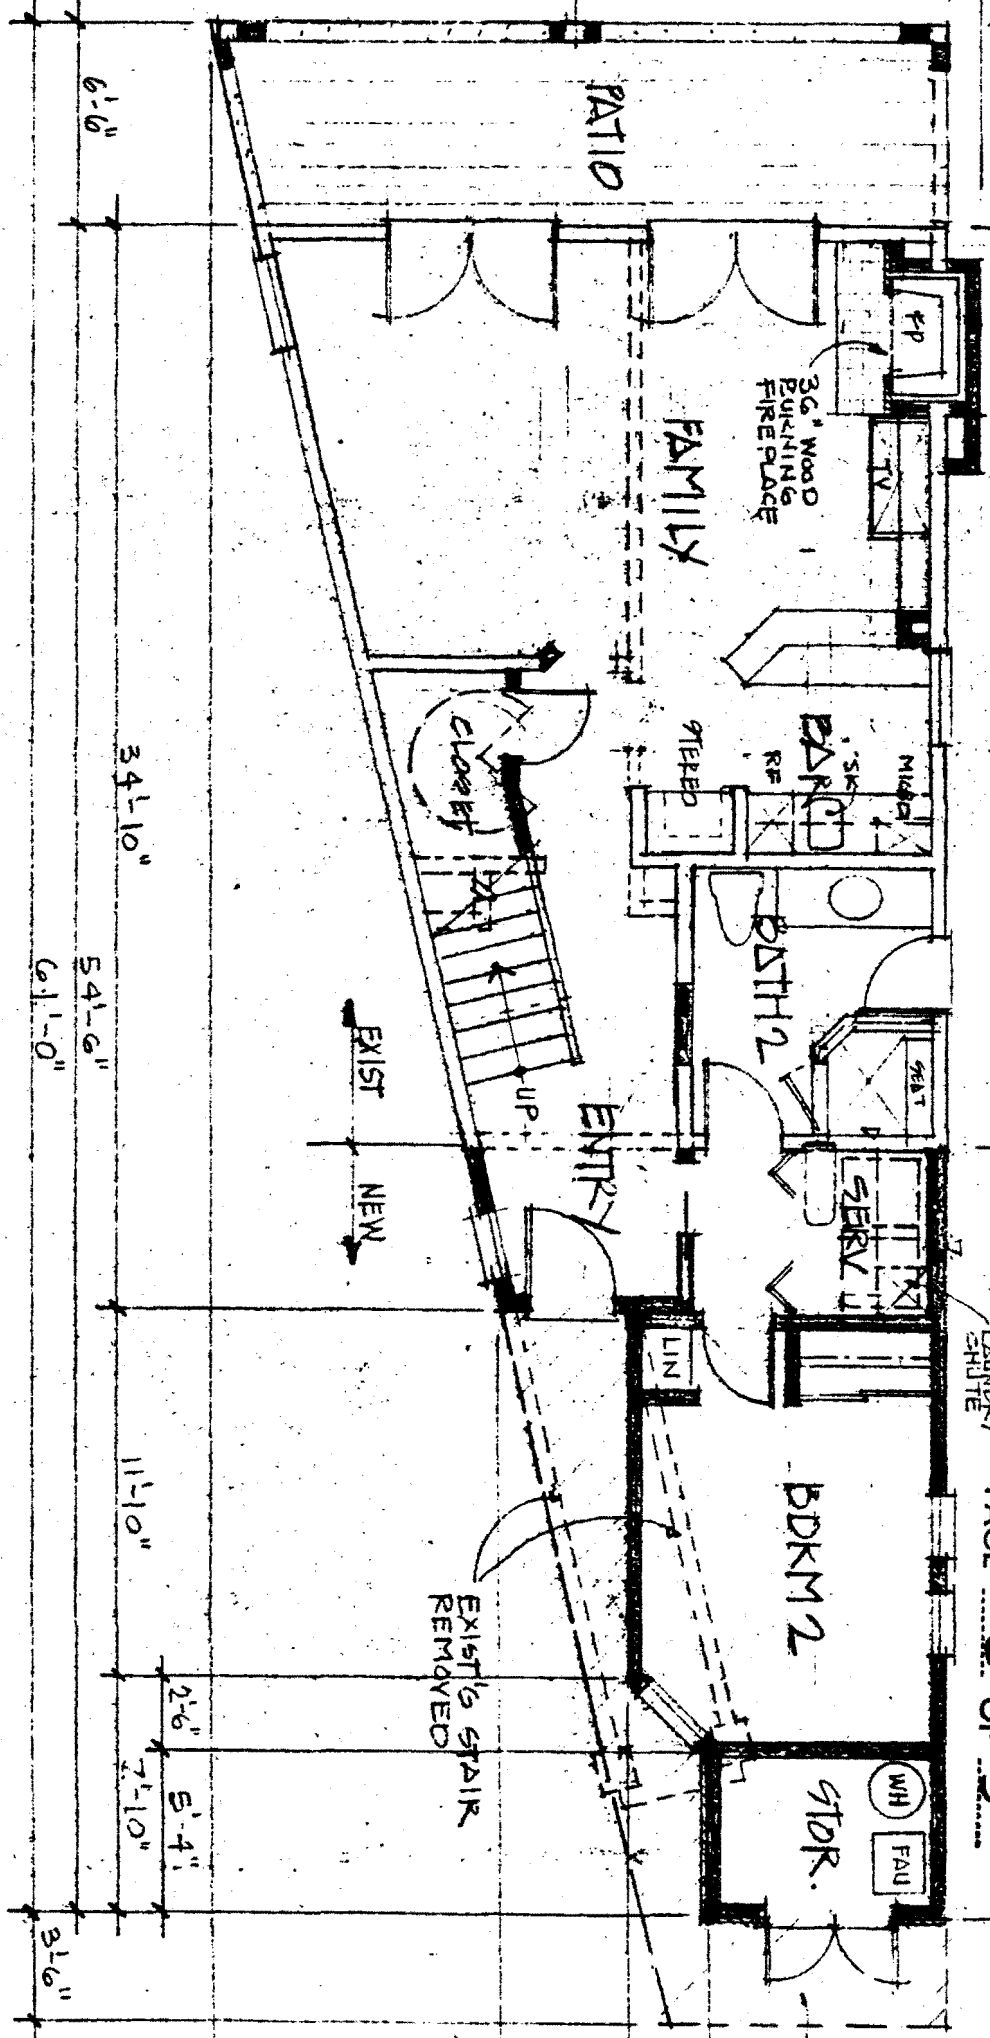 PATIO
6'-6"
FP
36" WOOD
BURNING
FIREPLACE
TV
FAMILY
CLOSET
STEREO
RF
BAR
SK
MICRO
34'-10"
54'-6"
61'-0"
BATH 2
SEAT
UP
EXIST
NEW
ENTRY
SERV
LAUNDRY
CHUTE
LIN
BDRM 2
11'-10"
EXIST'G STAIR
REMOVED
2'-6"
5'-4"
7'-10"
STOR.
WH
FAU
3'-6"